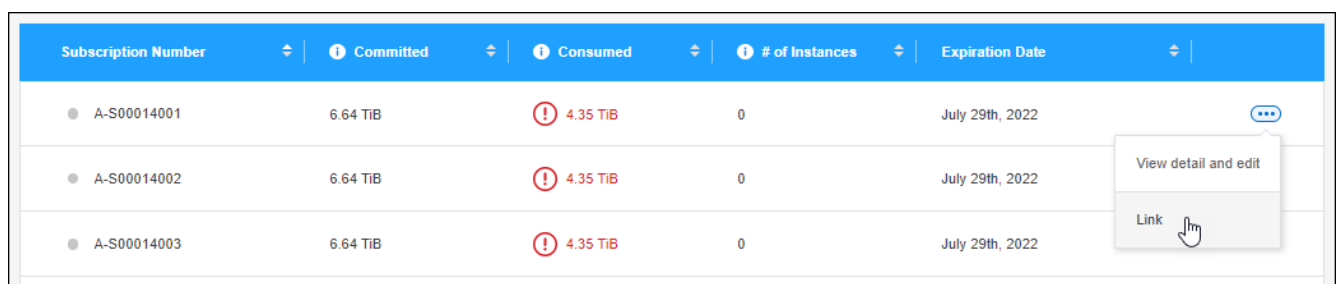 Subscription Number Committed Consumed # of Instances Expiration Date
A-S00014001 6.64 TiB 4.35 TiB 0 July 29th, 2022
View detail and edit
A-S00014002 6.64 TiB 4.35 TiB 0 July 29th, 2022
Link
A-S00014003 6.64 TiB 4.35 TiB 0 July 29th, 2022